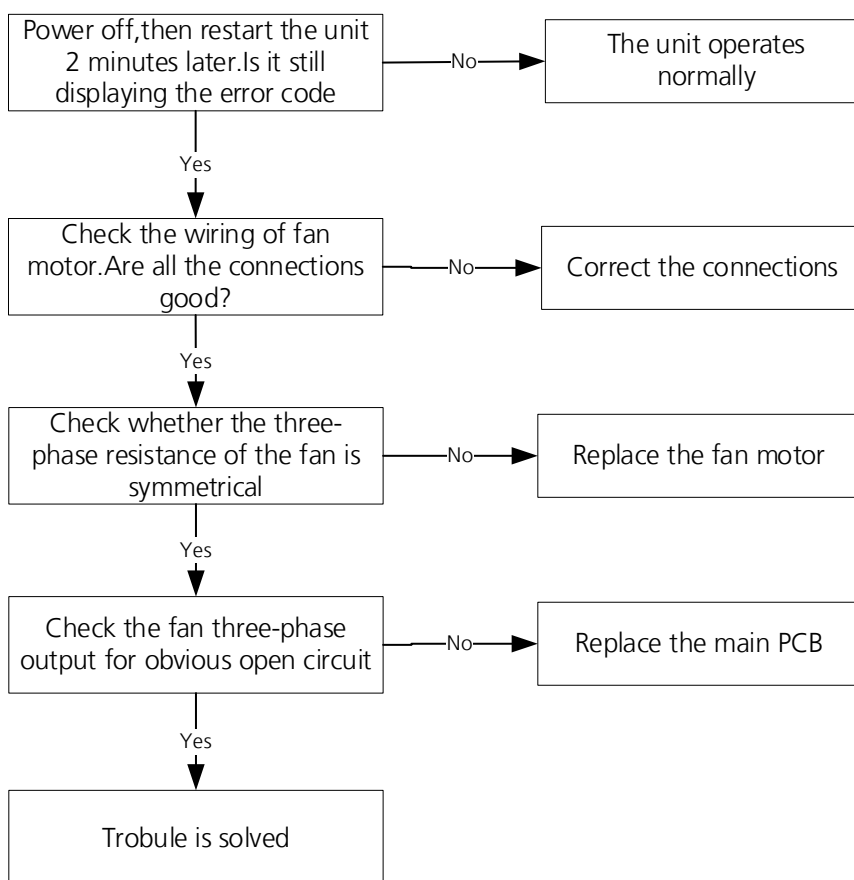 Power off,then restart the unit
2 minutes later.Is it still
displaying the error code
No
The unit operates
normally
Yes
Check the wiring of fan
motor.Are all the connections
good?
No
Correct the connections
Yes
Check whether the three-
phase resistance of the fan is
symmetrical
No
Replace the fan motor
Yes
Check the fan three-phase
output for obvious open circuit
No
Replace the main PCB
Yes
Trobule is solved